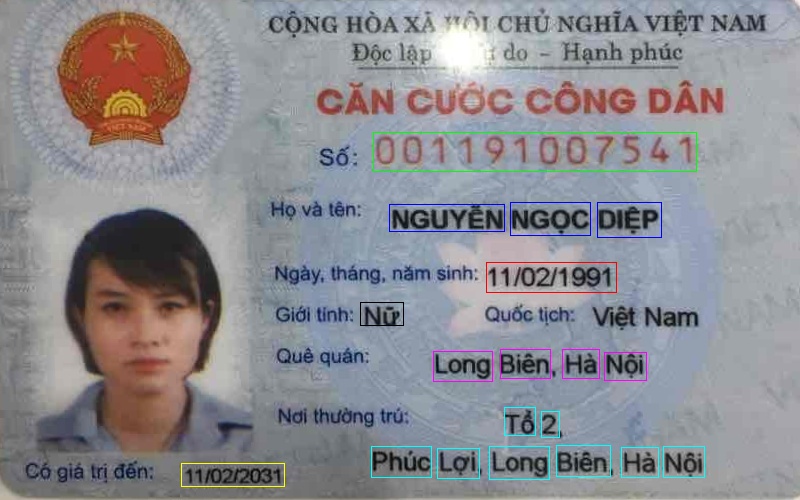 CỘNG HÒA XÃ HỘI CHỦ NGHĨA VIỆT NAM
Độc lập - Tự do - Hạnh phúc
CĂN CƯỚC CÔNG DÂN
Số: 001191007541
Họ và tên: NGUYỄN NGỌC DIỆP
Ngày, tháng, năm sinh: 11/02/1991
Giới tính: Nữ Quốc tịch: Việt Nam
Quê quán: Long Biên, Hà Nội
Nơi thường trú: Tổ 2,
Phúc Lợi, Long Biên, Hà Nội
Có giá trị đến: 11/02/2031
VIỆT NAM